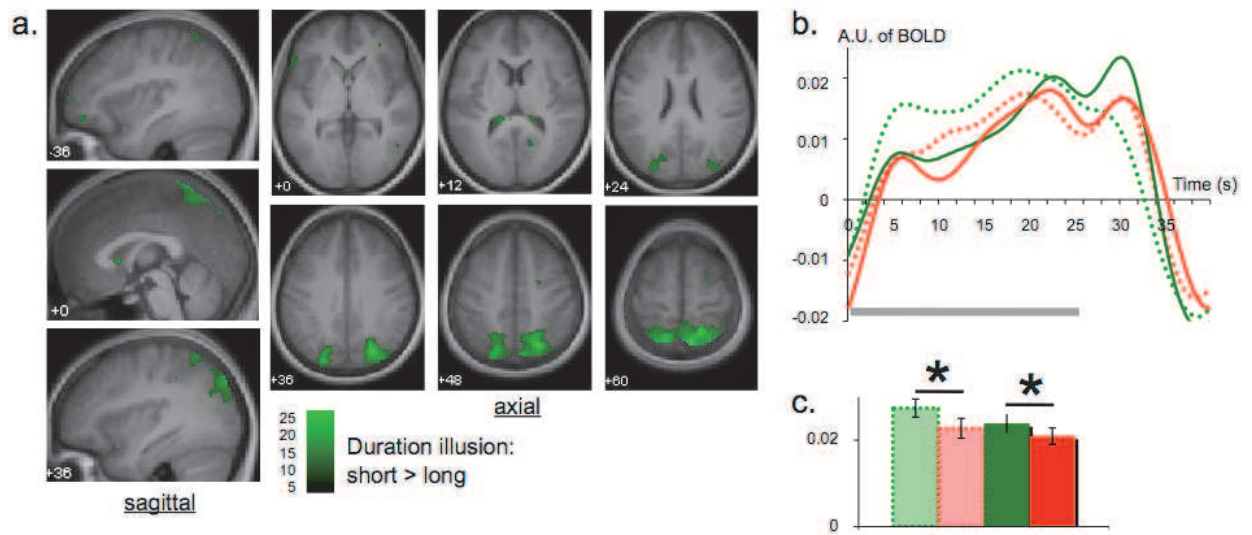 a.
-36
+0
+36
sagittal
+0
+12
+24
+36
+48
+60
axial
25
20
15
10
5
Duration illusion:
short > long
b.
A.U. of BOLD
0.02
0.01
0
-0.01
-0.02
Time (s)
0 5 10 15 20 25 30 35
c.
*
*
0.02
0